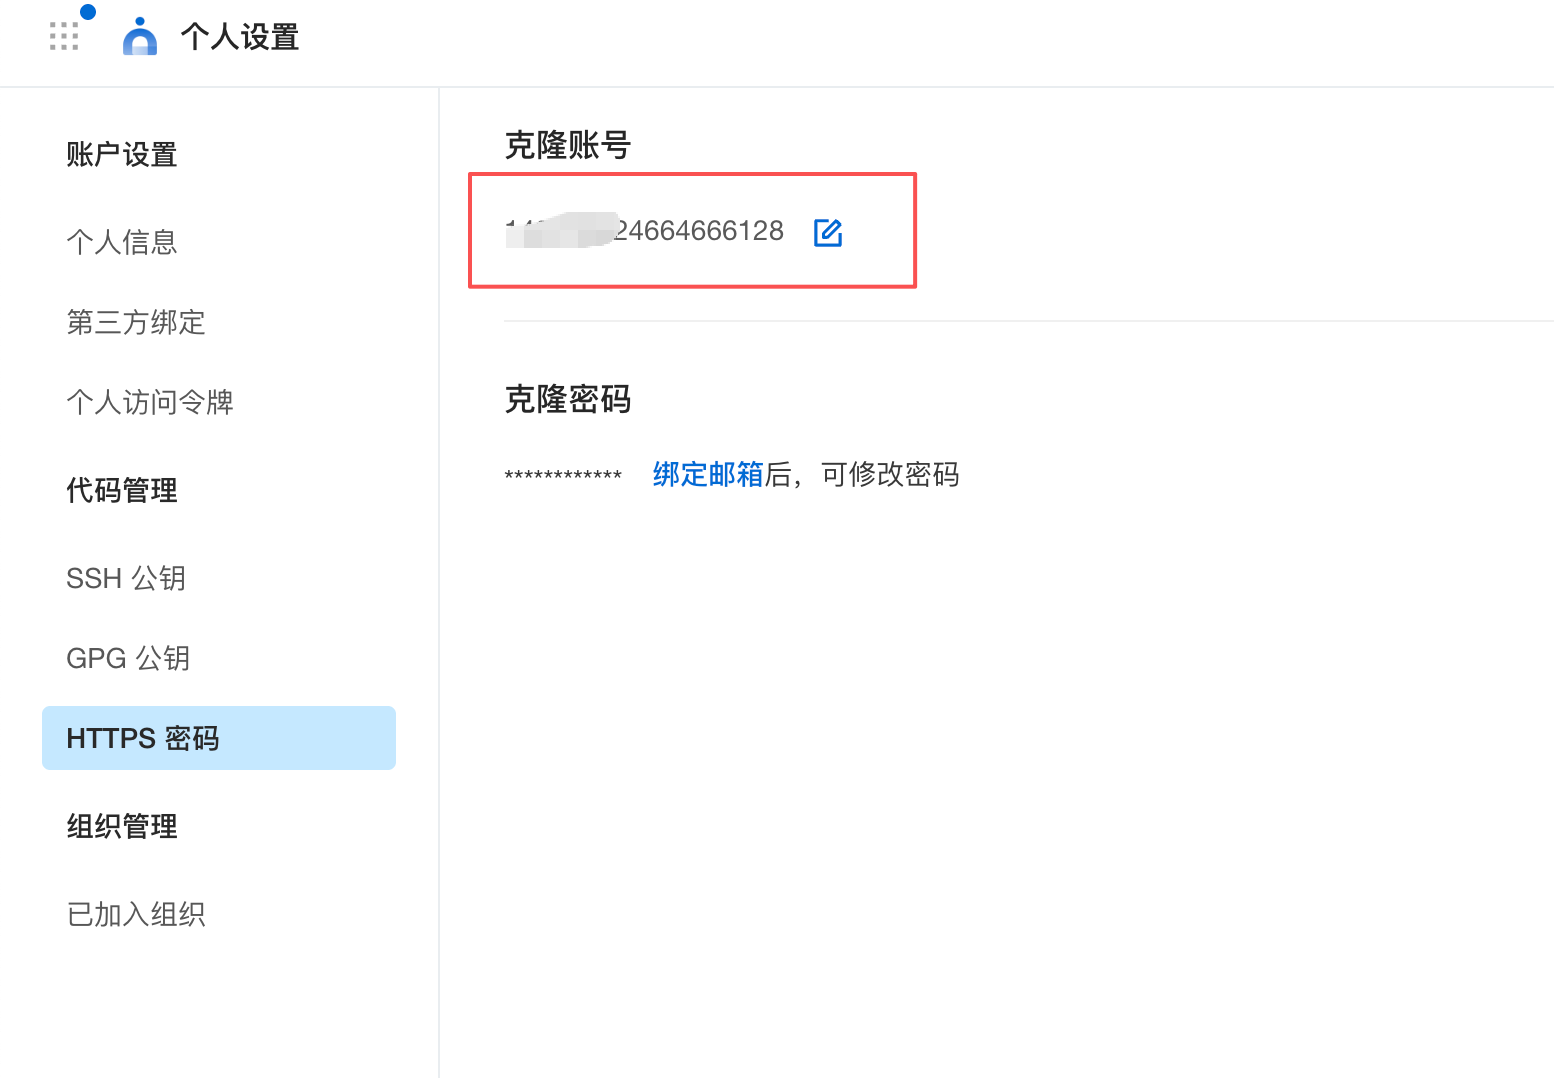 个人设置
账户设置
个人信息
第三方绑定
个人访问令牌
代码管理
SSH 公钥
GPG 公钥
HTTPS 密码
组织管理
已加入组织
克隆账号
24664666128
克隆密码
************ 绑定邮箱后，可修改密码